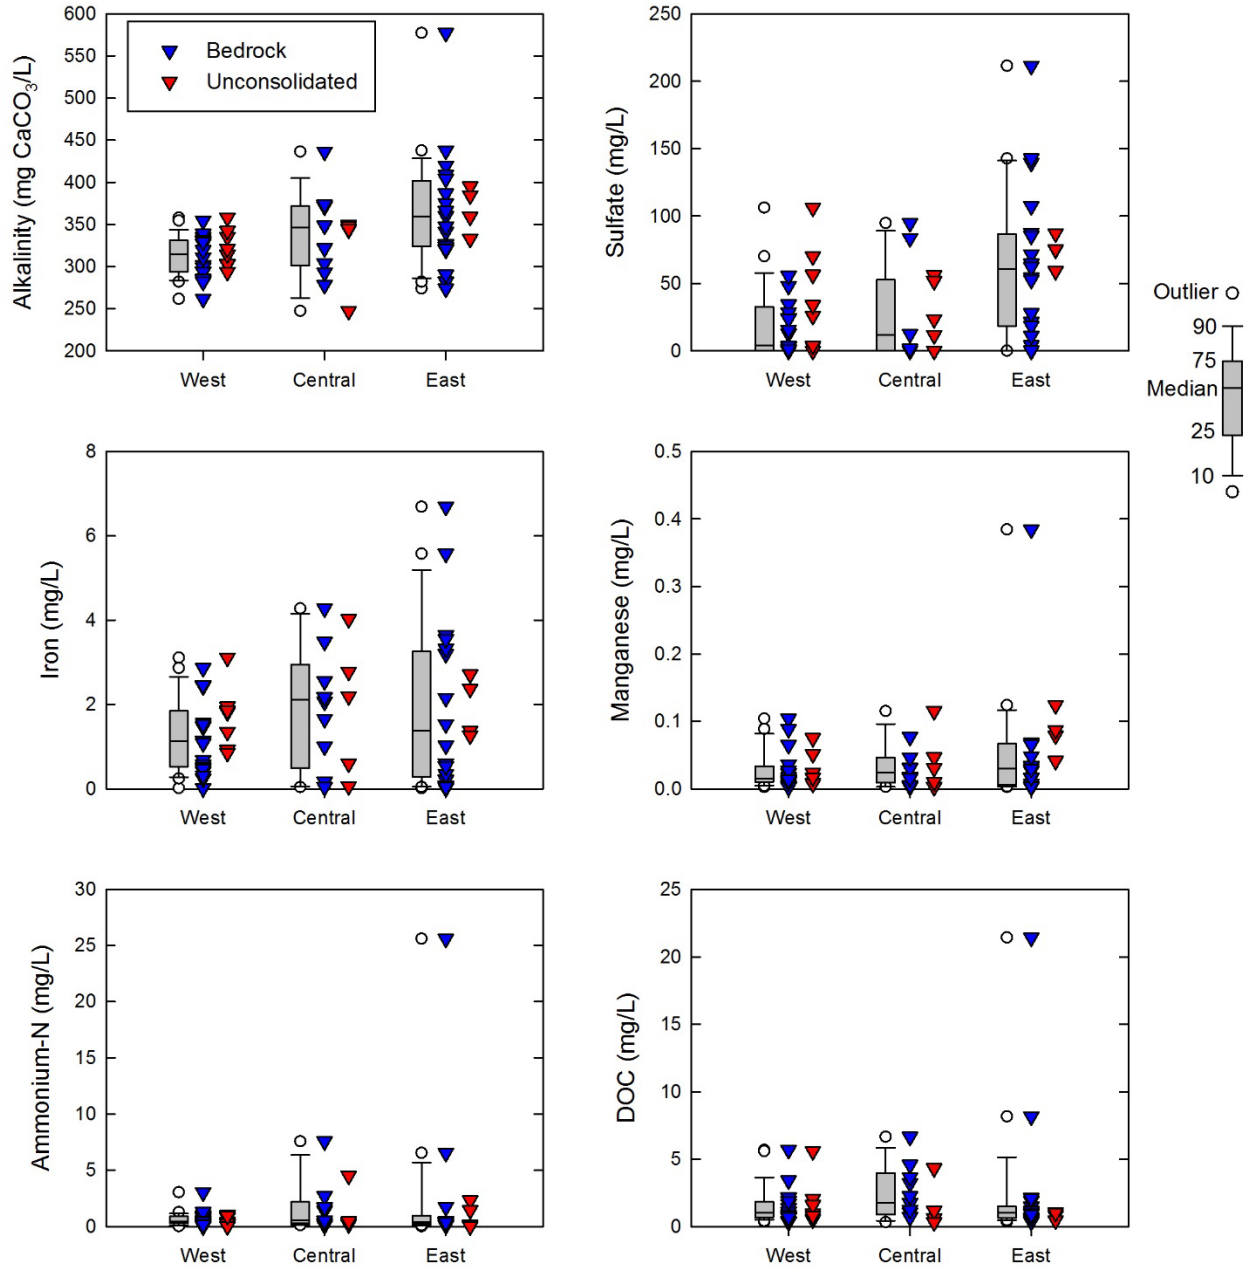 600
550
500
450
400
350
300
250
200
Alkalinity (mg CaCO3/L)
Bedrock
Unconsolidated
West Central East
250
200
150
100
50
0
Sulfate (mg/L)
West Central East
Outlier
90
75
Median
25
10
8
6
4
2
0
Iron (mg/L)
West Central East
0.5
0.4
0.3
0.2
0.1
0.0
Manganese (mg/L)
West Central East
30
25
20
15
10
5
0
Ammonium-N (mg/L)
West Central East
25
20
15
10
5
0
DOC (mg/L)
West Central East